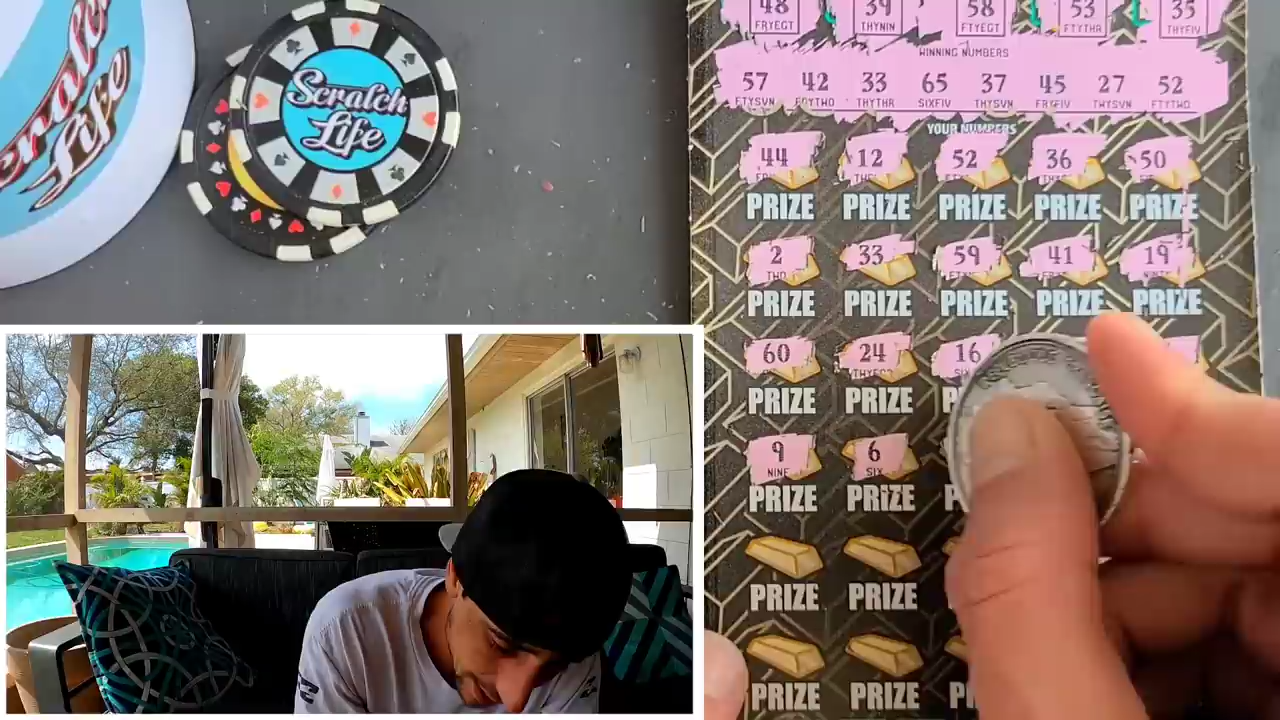 Scratch
Life
Life
48 39 58 53 35
FRYEGT THYNIN FTYEGT FTYTHR THYFIV
WINNING NUMBERS
57 42 33 65 37 45 27 52
FTYSVN FRYTWO THYTHR SIXFIV THYSVN FRYFIV TWYSVN FTYTWO
YOUR NUMBERS
44 12 52 36 50
PRIZE PRIZE PRIZE PRIZE PRIZE
2 33 59 41 19
TWO
PRIZE PRIZE PRIZE PRIZE PRIZE
60 24 16
PRIZE PRIZE
9 6
NINE SIX
PRIZE PRIZE
PRIZE PRIZE
PRIZE PRIZE